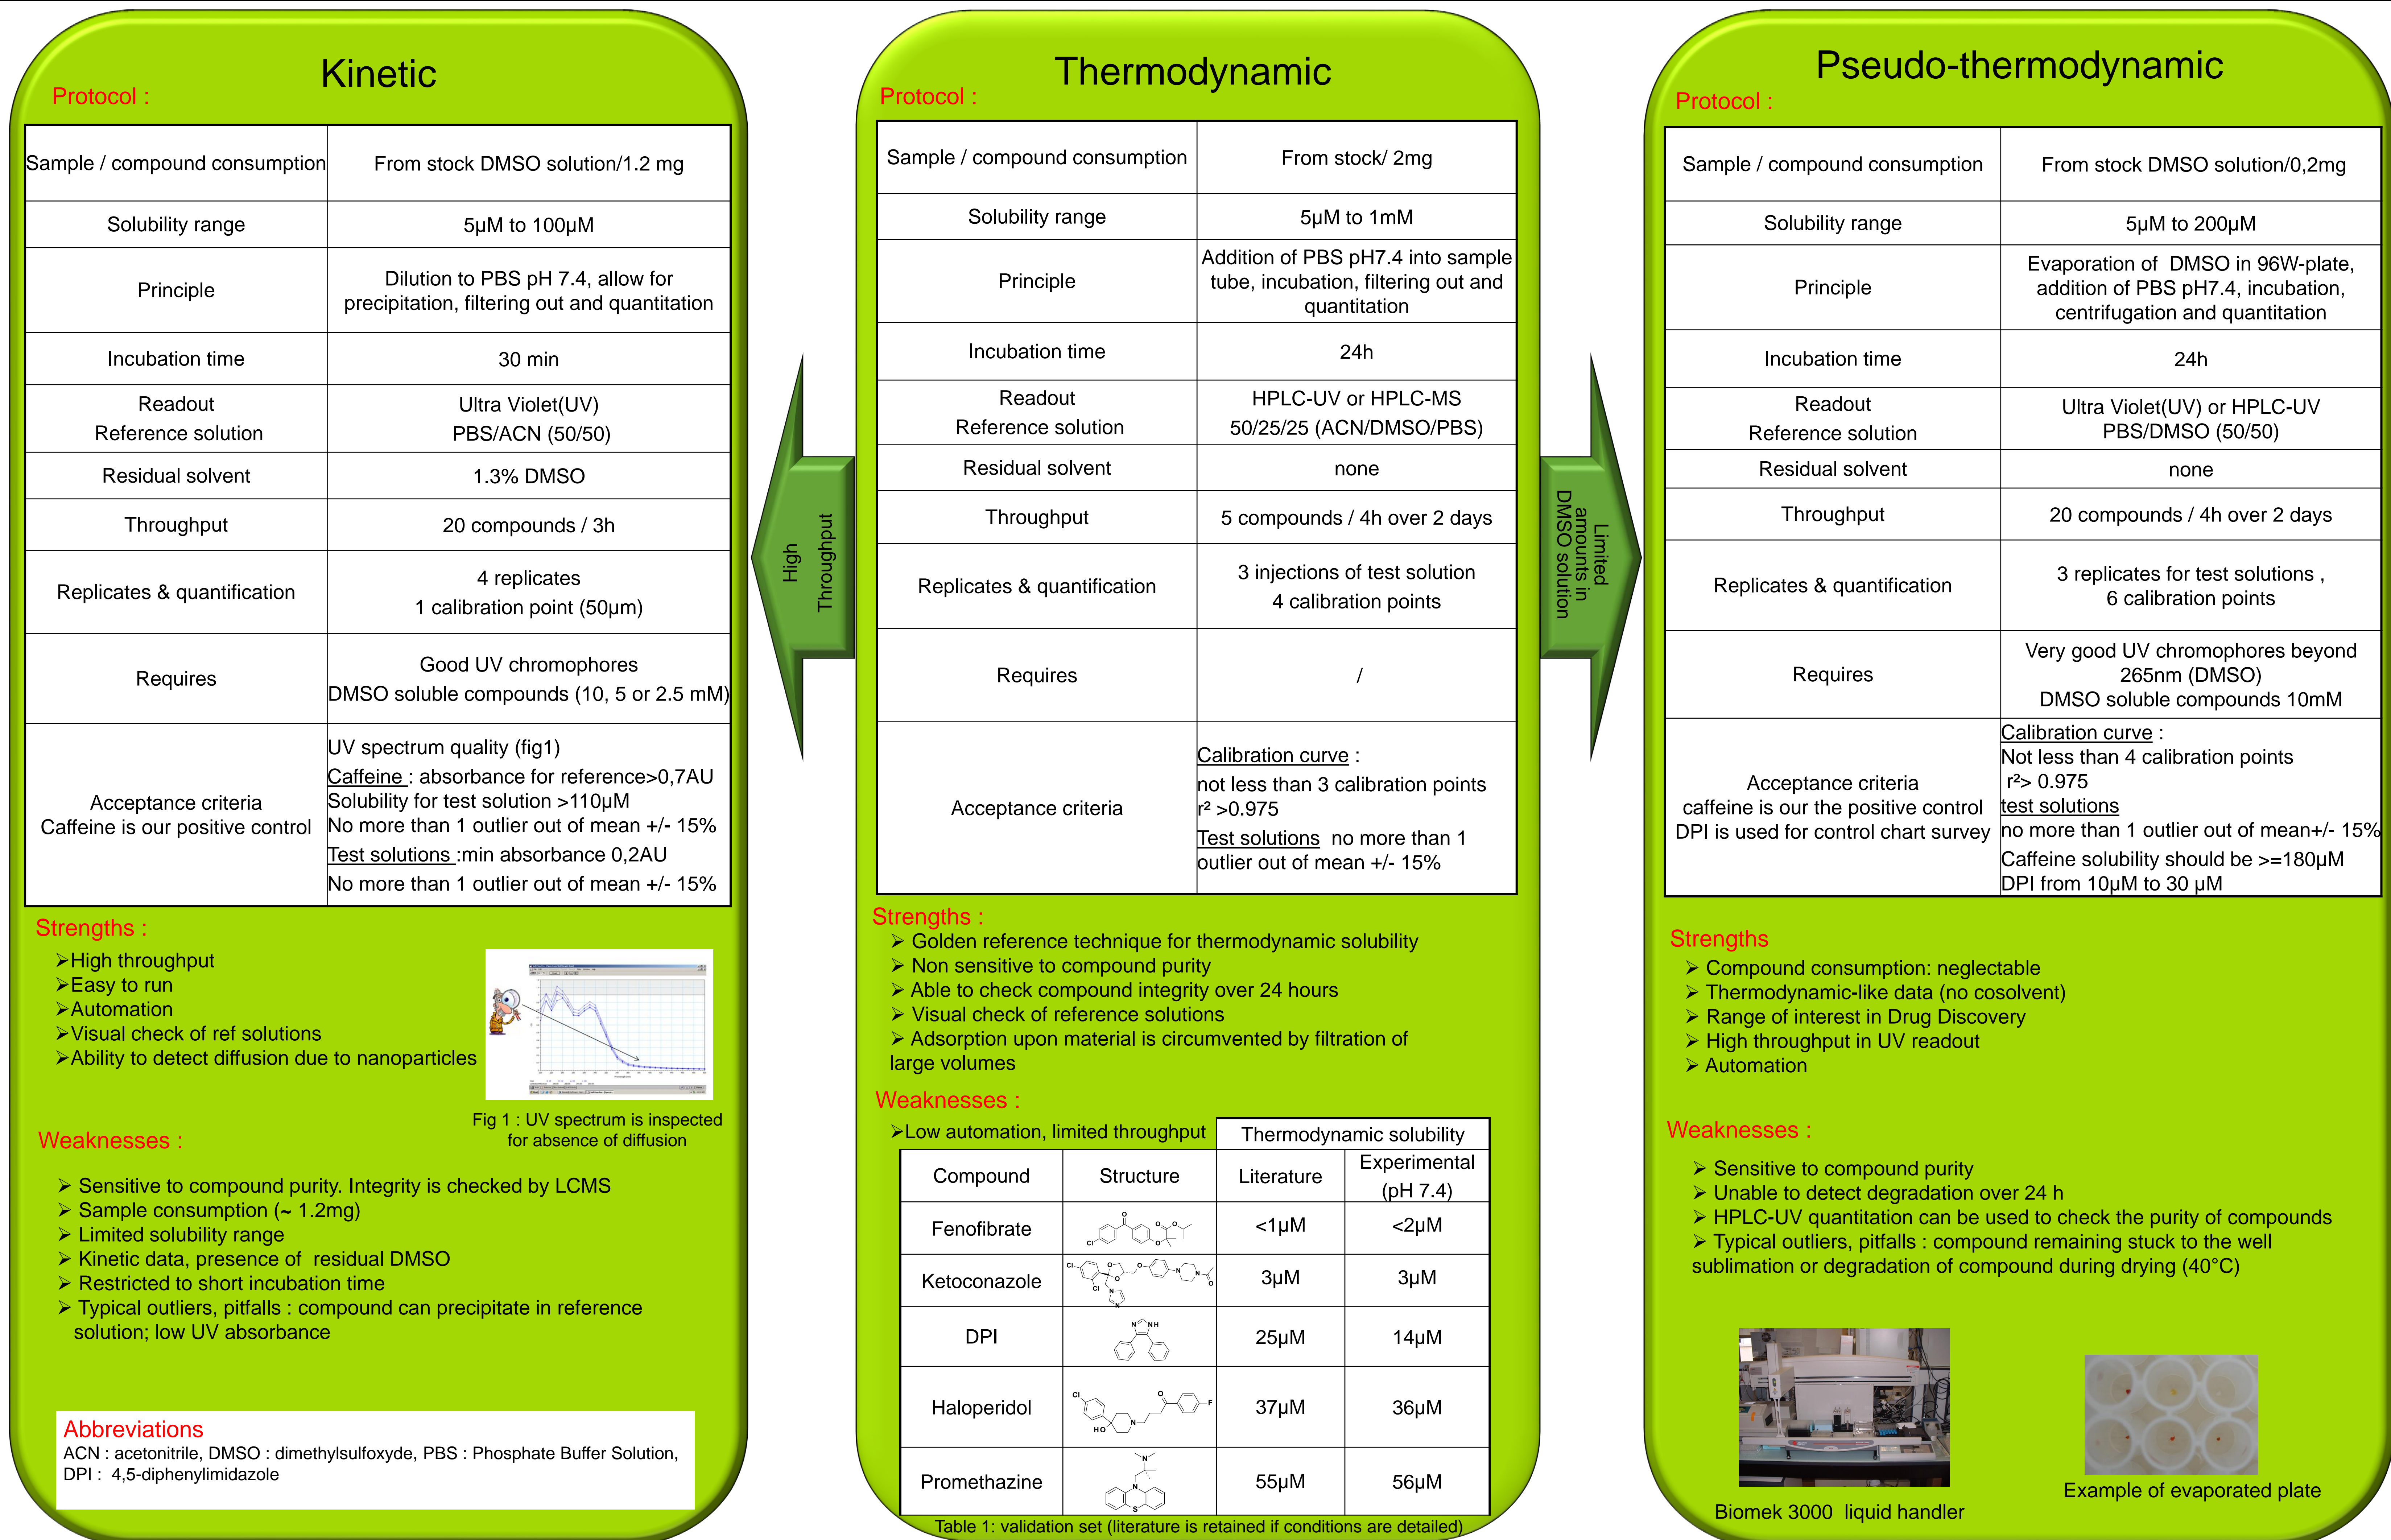 Kinetic
Protocol :
Sample / compound consumption
From stock DMSO solution/1.2 mg
Solubility range
5µM to 100µM
Principle
Dilution to PBS pH 7.4, allow for
precipitation, filtering out and quantitation
Incubation time
30 min
Readout
Reference solution
Ultra Violet(UV)
PBS/ACN (50/50)
Residual solvent
1.3% DMSO
Throughput
20 compounds / 3h
Replicates & quantification
4 replicates
1 calibration point (50µm)
Requires
Good UV chromophores
DMSO soluble compounds (10, 5 or 2.5 mM)
Acceptance criteria
Caffeine is our positive control
UV spectrum quality (fig1)
Caffeine : absorbance for reference>0,7AU
Solubility for test solution >110µM
No more than 1 outlier out of mean +/- 15%
Test solutions :min absorbance 0,2AU
No more than 1 outlier out of mean +/- 15%
Strengths :
➢High throughput
➢Easy to run
➢Automation
➢Visual check of ref solutions
➢Ability to detect diffusion due to nanoparticles
Fig 1 : UV spectrum is inspected
for absence of diffusion
Weaknesses :
➢ Sensitive to compound purity. Integrity is checked by LCMS
➢ Sample consumption (~ 1.2mg)
➢ Limited solubility range
➢ Kinetic data, presence of residual DMSO
➢ Restricted to short incubation time
➢ Typical outliers, pitfalls : compound can precipitate in reference
solution; low UV absorbance
Abbreviations
ACN : acetonitrile, DMSO : dimethylsulfoxyde, PBS : Phosphate Buffer Solution,
DPI : 4,5-diphenylimidazole
High
Throughput
Thermodynamic
Protocol :
Sample / compound consumption
From stock/ 2mg
Solubility range
5µM to 1mM
Principle
Addition of PBS pH7.4 into sample
tube, incubation, filtering out and
quantitation
Incubation time
24h
Readout
Reference solution
HPLC-UV or HPLC-MS
50/25/25 (ACN/DMSO/PBS)
Residual solvent
none
Throughput
5 compounds / 4h over 2 days
Replicates & quantification
3 injections of test solution
4 calibration points
Requires
/
Acceptance criteria
Calibration curve :
not less than 3 calibration points
r² >0.975
Test solutions no more than 1
outlier out of mean +/- 15%
Strengths :
➢ Golden reference technique for thermodynamic solubility
➢ Non sensitive to compound purity
➢ Able to check compound integrity over 24 hours
➢ Visual check of reference solutions
➢ Adsorption upon material is circumvented by filtration of
large volumes
Weaknesses :
➢Low automation, limited throughput
Thermodynamic solubility
Compound
Structure
Literature
Experimental
(pH 7.4)
Fenofibrate
O
O
O
O
Cl
<1µM
<2µM
Ketoconazole
Cl
Cl
O
O
O
N
N
N
N
O
3µM
3µM
DPI
N
NH
25µM
14µM
Haloperidol
Cl
HO
N
O
F
37µM
36µM
Promethazine
N
N
S
55µM
56µM
Table 1: validation set (literature is retained if conditions are detailed)
Limited
amounts in
DMSO solution
Pseudo-thermodynamic
Protocol :
Sample / compound consumption
From stock DMSO solution/0,2mg
Solubility range
5µM to 200µM
Principle
Evaporation of DMSO in 96W-plate,
addition of PBS pH7.4, incubation,
centrifugation and quantitation
Incubation time
24h
Readout
Reference solution
Ultra Violet(UV) or HPLC-UV
PBS/DMSO (50/50)
Residual solvent
none
Throughput
20 compounds / 4h over 2 days
Replicates & quantification
3 replicates for test solutions ,
6 calibration points
Requires
Very good UV chromophores beyond
265nm (DMSO)
DMSO soluble compounds 10mM
Acceptance criteria
caffeine is our the positive control
DPI is used for control chart survey
Calibration curve :
Not less than 4 calibration points
r²> 0.975
test solutions
no more than 1 outlier out of mean+/- 15%
Caffeine solubility should be >=180µM
DPI from 10µM to 30 µM
Strengths
➢ Compound consumption: neglectable
➢ Thermodynamic-like data (no cosolvent)
➢ Range of interest in Drug Discovery
➢ High throughput in UV readout
➢ Automation
Weaknesses :
➢ Sensitive to compound purity
➢ Unable to detect degradation over 24 h
➢ HPLC-UV quantitation can be used to check the purity of compounds
➢ Typical outliers, pitfalls : compound remaining stuck to the well
sublimation or degradation of compound during drying (40°C)
Biomek 3000 liquid handler
Example of evaporated plate